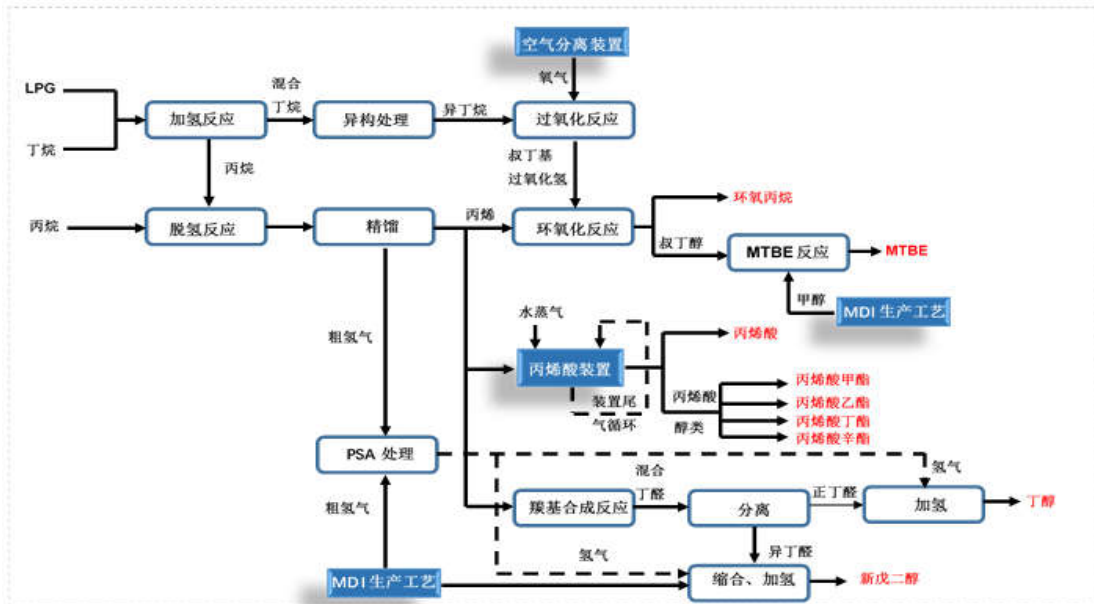 空气分离装置
LPG
混合
氧气
丁烷
异丁烷
加氢反应
异构处理
过氧化反应
丁烷
丙烷
叔丁基
过氧化氢
环氧丙烷
丙烷
脱氢反应
精馏
丙烯
环氧化反应
叔丁醇
MTBE 反应
MTBE
甲醇
MDI 生产工艺
水蒸气
粗氢气
丙烯酸
丙烯酸装置
丙烯酸甲酯
装置尾
丙烯酸
丙烯酸乙酯
气循环
醇类
丙烯酸丁酯
丙烯酸辛酯
PSA 处理
混合
氢气
粗氢气
丁醛
正丁醛
羰基合成反应
分离
加氢
丁醇
氢气
异丁醛
MDI 生产工艺
缩合、加氢
新戊二醇